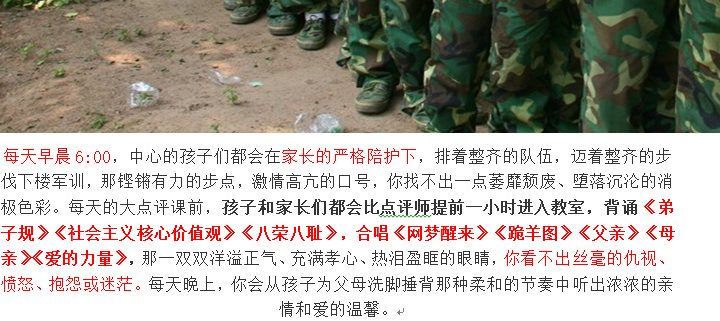 每天早晨 6:00，中心的孩子们都会在家长的严格陪护下，排着整齐的队伍，迈着整齐的步
伐下楼军训，那铿锵有力的步点，激情高亢的口号，你找不出一点萎靡颓废、堕落沉沦的消
极色彩。每天的大点评课前，孩子和家长们都会比点评师提前一小时进入教室，背诵《弟
子规》《社会主义核心价值观》《八荣八耻》，合唱《网梦醒来》《跪羊图》《父亲》《母
亲》《爱的力量》，那一双双洋溢正气、充满孝心、热泪盈眶的眼睛，你看不出丝毫的仇视、
愤怒、抱怨或迷茫。每天晚上，你会从孩子为父母洗脚捶背那种柔和的节奏中听出浓浓的亲
情和爱的温馨。